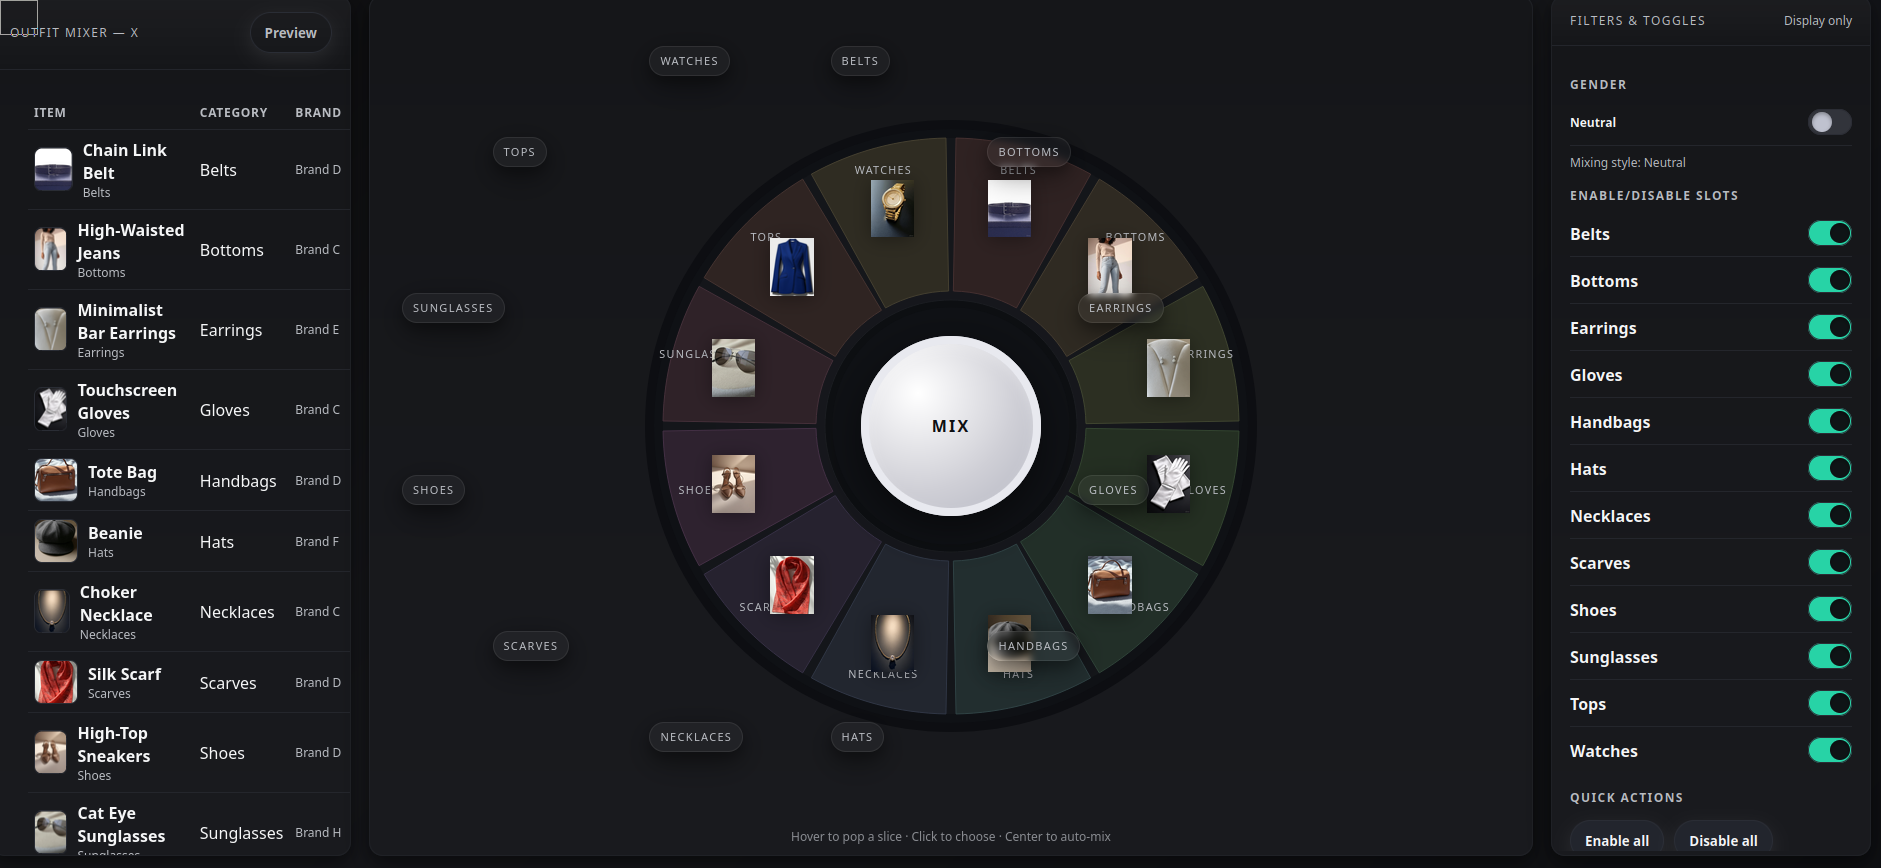 OUTFIT MIXER — X
Preview
ITEM CATEGORY BRAND
Chain Link
Belt
Belts
Belts
Brand D
High-Waisted
Jeans
Bottoms
Bottoms
Brand C
Minimalist
Bar Earrings
Earrings
Earrings
Brand E
Touchscreen
Gloves
Gloves
Gloves
Brand C
Tote Bag
Handbags
Handbags
Brand D
Beanie
Hats
Hats
Brand F
Choker
Necklace
Necklaces
Necklaces
Brand C
Silk Scarf
Scarves
Scarves
Brand D
High-Top
Sneakers
Shoes
Shoes
Brand D
Cat Eye
Sunglasses
Sunglasses
Sunglasses
Brand H
WATCHES
BELTS
TOPS
BOTTOMS
SUNGLASSES
EARRINGS
SHOES
GLOVES
SCARVES
HANDBAGS
NECKLACES
HATS
WATCHES
BELTS
TOPS
BOTTOMS
SUNGLAS
RRINGS
SHOE
LOVES
SCAR
DBAGS
NECKLACES
HATS
MIX
Hover to pop a slice · Click to choose · Center to auto-mix
FILTERS & TOGGLES
Display only
GENDER
Neutral
Mixing style: Neutral
ENABLE/DISABLE SLOTS
Belts
Bottoms
Earrings
Gloves
Handbags
Hats
Necklaces
Scarves
Shoes
Sunglasses
Tops
Watches
QUICK ACTIONS
Enable all
Disable all